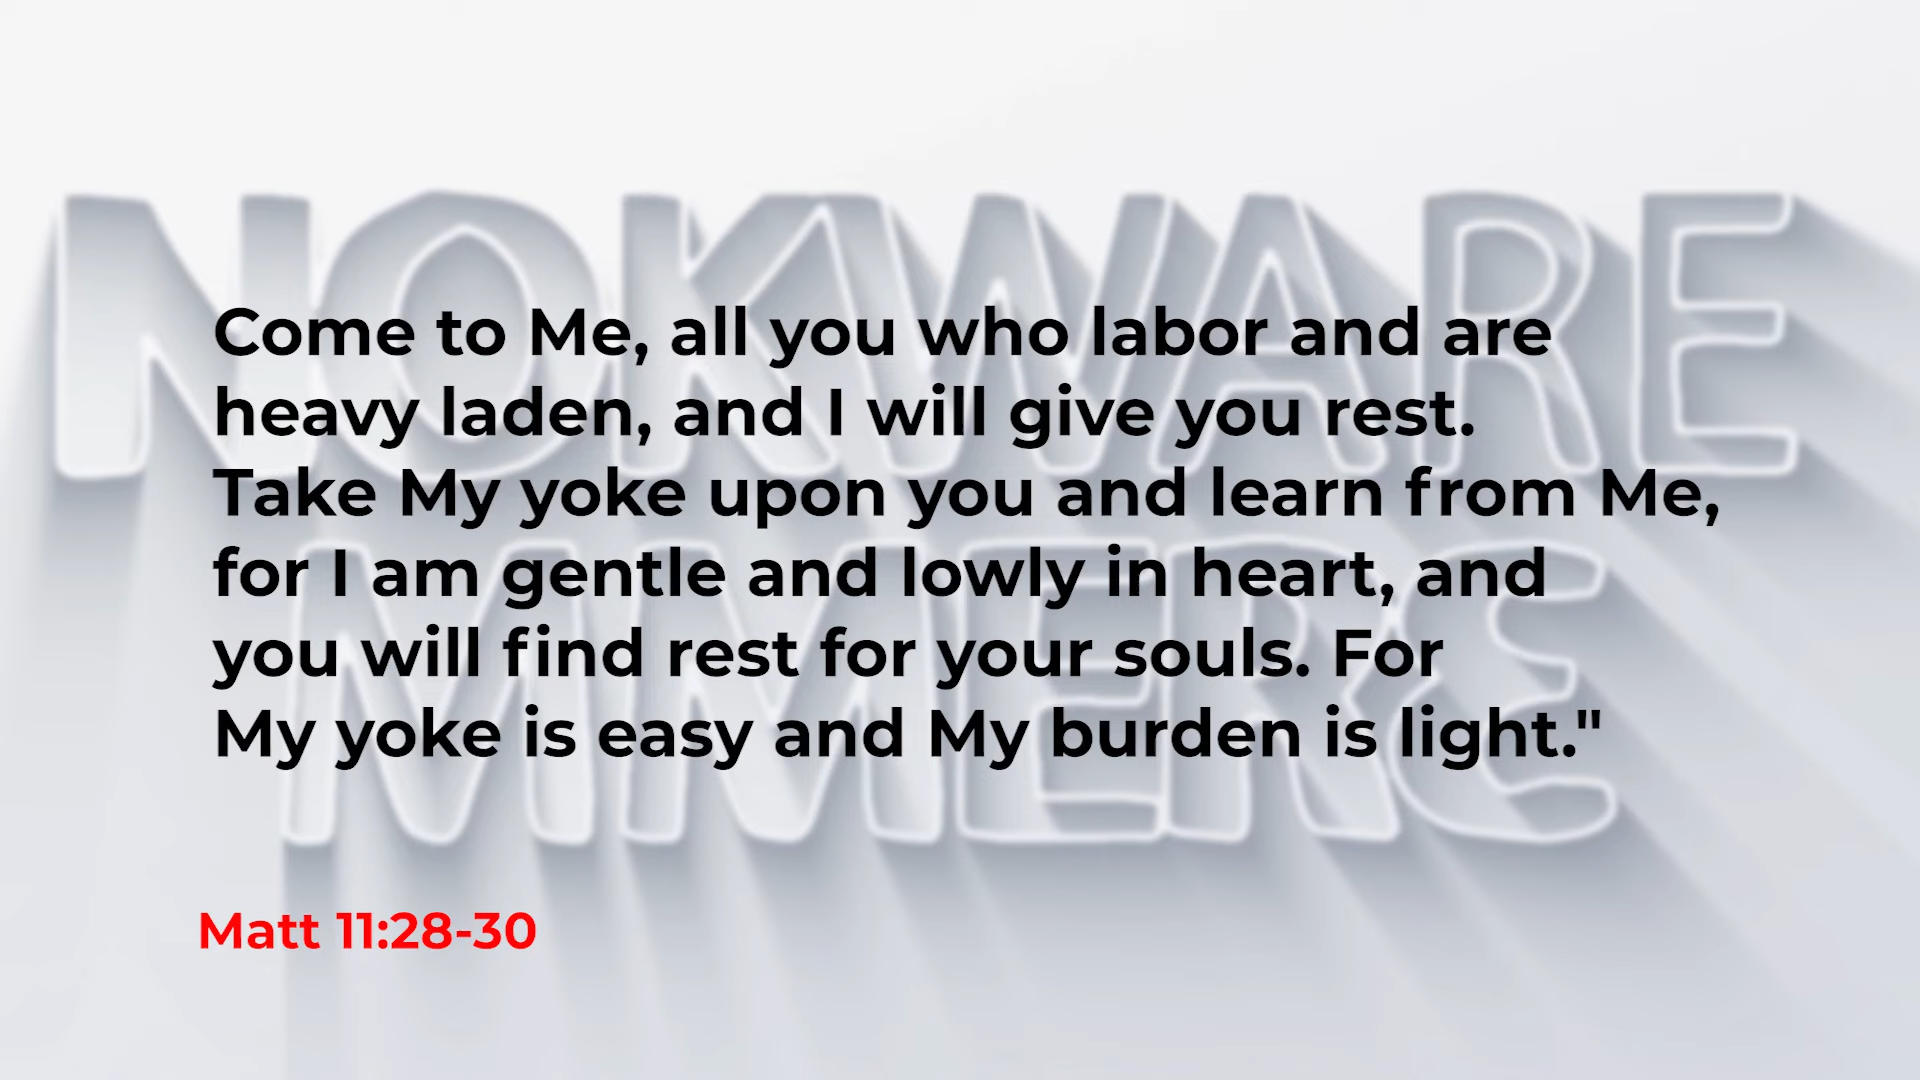 NOKWARE
MMERƐ
Come to Me, all you who labor and are
heavy laden, and I will give you rest.
Take My yoke upon you and learn from Me,
for I am gentle and lowly in heart, and
you will find rest for your souls. For
My yoke is easy and My burden is light."
Matt 11:28-30